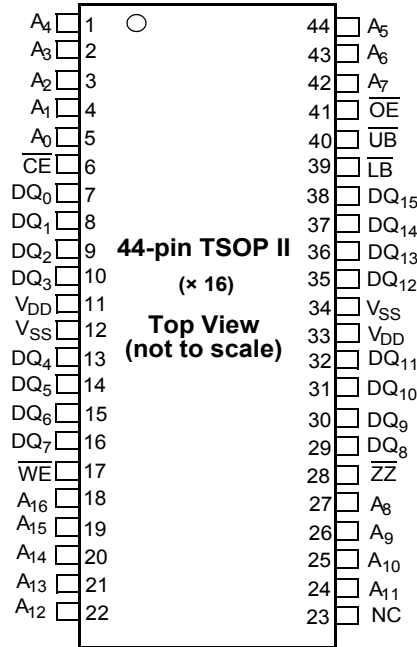 A4 1 44 A5
A3 2 43 A6
A2 3 42 A7
A1 4 41 OE
A0 5 40 UB
CE 6 39 LB
DQ0 7 38 DQ15
DQ1 8 37 DQ14
DQ2 9 36 DQ13
DQ3 10 35 DQ12
VDD 11 34 VSS
VSS 12 33 VDD
DQ4 13 32 DQ11
DQ5 14 31 DQ10
DQ6 15 30 DQ9
DQ7 16 29 DQ8
WE 17 28 ZZ
A16 18 27 A8
A15 19 26 A9
A14 20 25 A10
A13 21 24 A11
A12 22 23 NC
44-pin TSOP II
(× 16)
Top View
(not to scale)